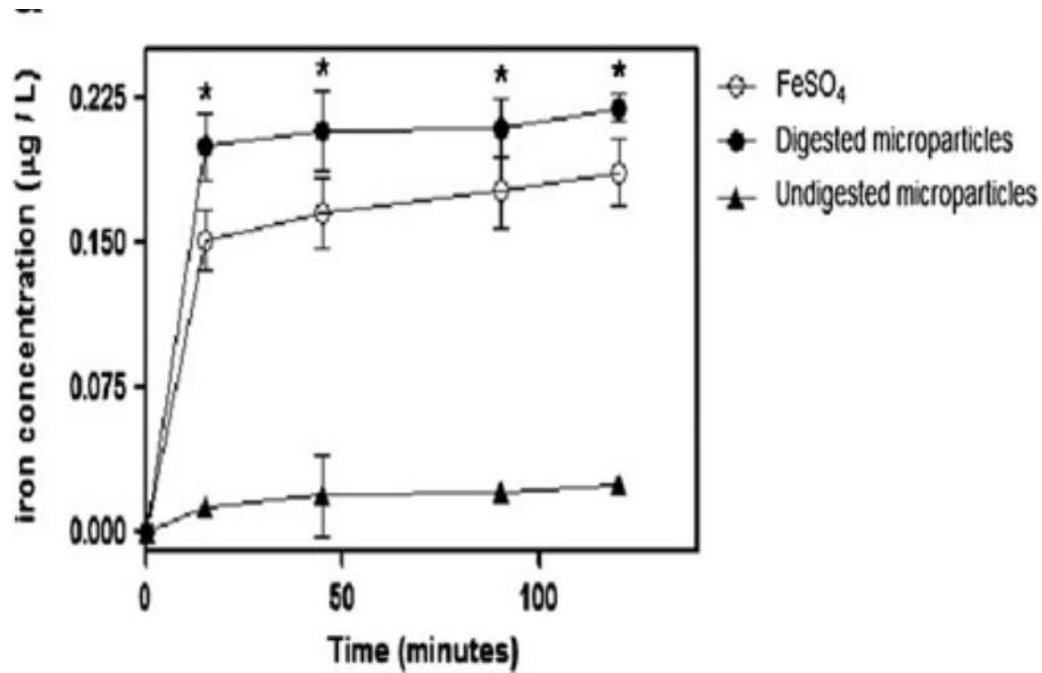 * * * *
0.225
0.150
0.075
0.000
iron concentration (µg / L)
0 50 100
Time (minutes)
FeSO₄
Digested microparticles
Undigested microparticles